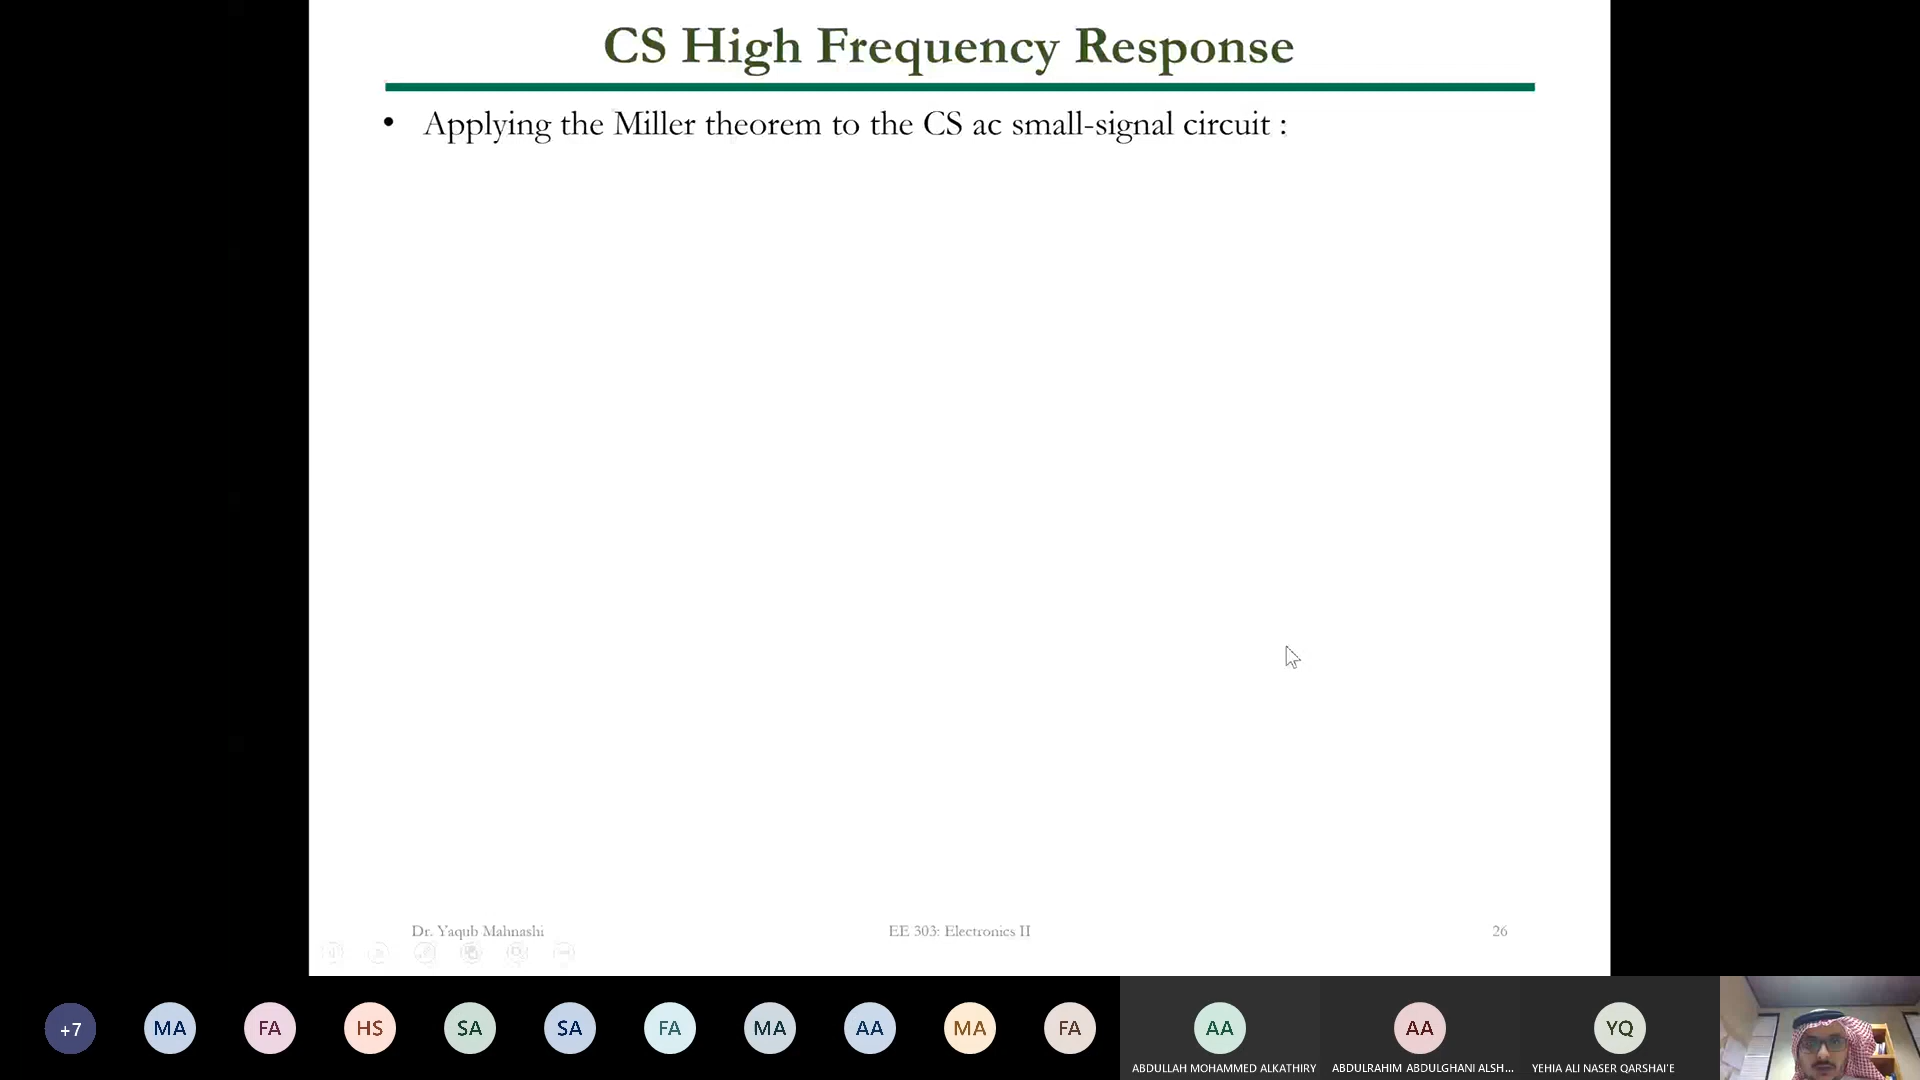 CS High Frequency Response
• Applying the Miller theorem to the CS ac small-signal circuit :
Dr. Yaqub Mahnashi
EE 303: Electronics II
26
+7
MA
FA
HS
SA
SA
FA
MA
AA
MA
FA
AA
AA
YQ
ABDULLAH MOHAMMED ALKATHIRY
ABDULRAHIM ABDULGHANI ALSH...
YEHIA ALI NASER QARSHAI'E